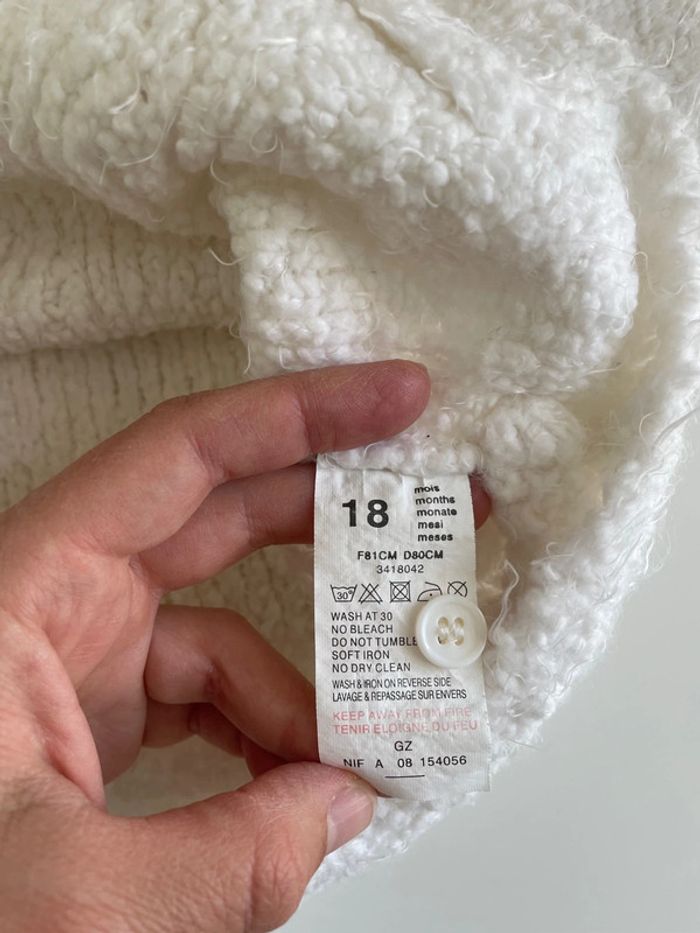 18
mois
months
monate
mesi
meses
F81CM D80CM
3418042
30°
WASH AT 30
NO BLEACH
DO NOT TUMBLE
SOFT IRON
NO DRY CLEAN
WASH & IRON ON REVERSE SIDE
LAVAGE & REPASSAGE SUR ENVERS
KEEP AWAY FROM FIRE
TENIR ELOIGNE DU FEU
GZ
NIF A 08 154056